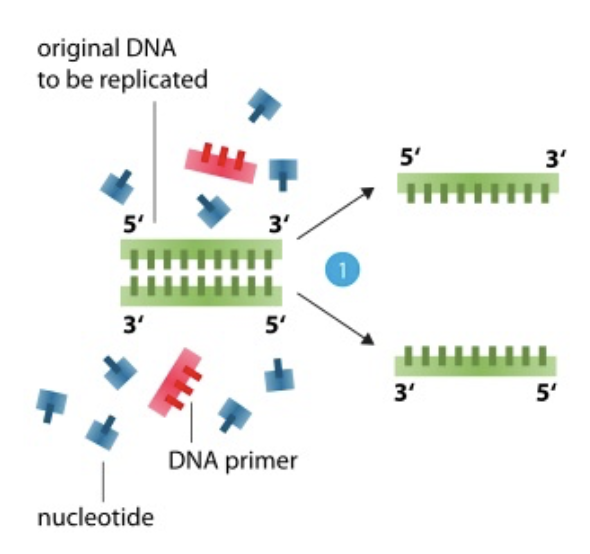 original DNA
to be replicated
5‘ 3‘
3‘ 5‘
1
5‘ 3‘
3‘ 5‘
DNA primer
nucleotide